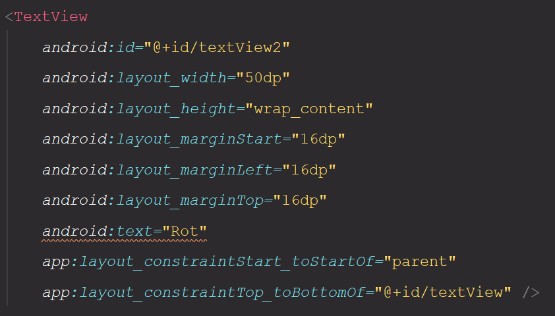 <TextView
android:id="@+id/textView2"
android:layout_width="50dp"
android:layout_height="wrap_content"
android:layout_marginStart="16dp"
android:layout_marginLeft="16dp"
android:layout_marginTop="16dp"
android:text="Rot"
app:layout_constraintStart_toStartOf="parent"
app:layout_constraintTop_toBottomOf="@+id/textView" />